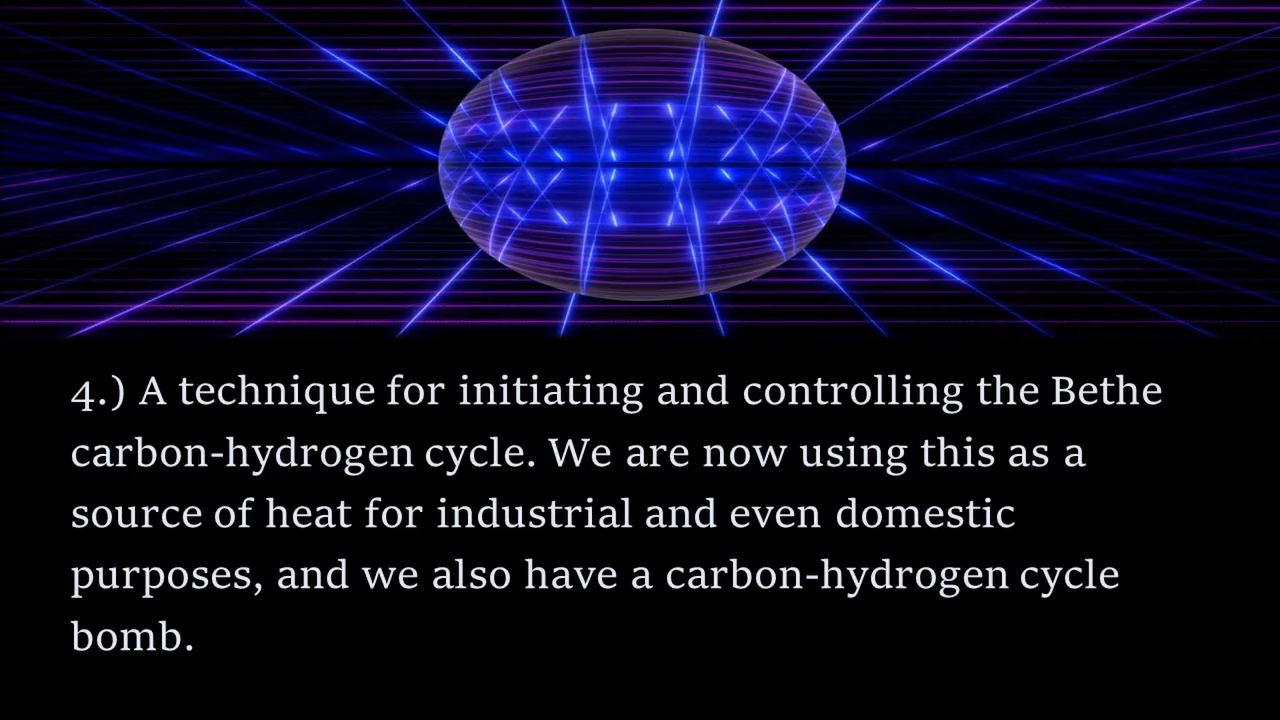 4.) A technique for initiating and controlling the Bethe
carbon-hydrogen cycle. We are now using this as a
source of heat for industrial and even domestic
purposes, and we also have a carbon-hydrogen cycle
bomb.